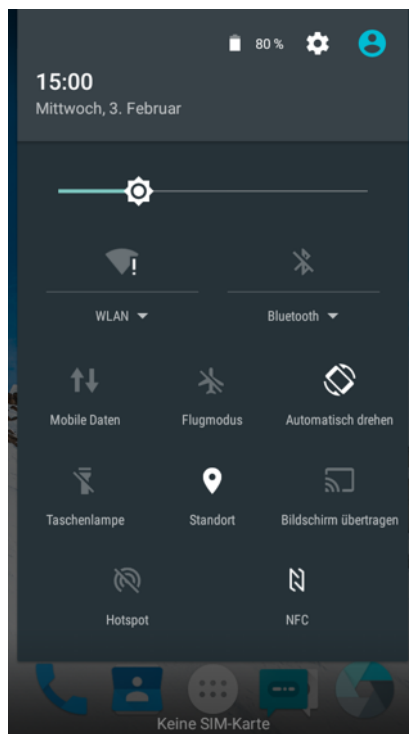 80 %
15:00
Mittwoch, 3. Februar
WLAN
Bluetooth
Mobile Daten
Flugmodus
Automatisch drehen
Taschenlampe
Standort
Bildschirm übertragen
Hotspot
NFC
Keine SIM-Karte